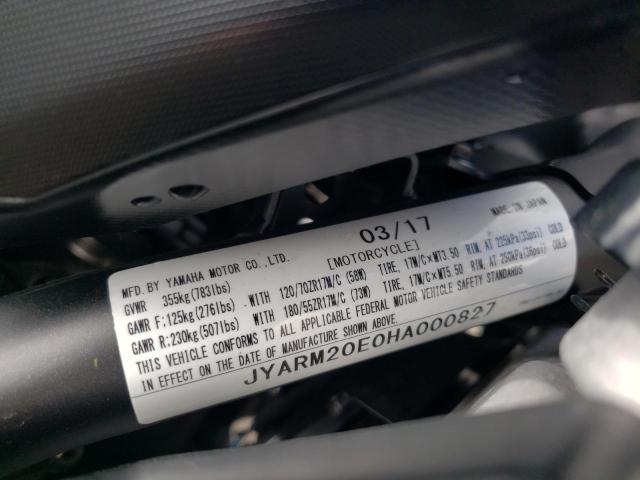 MADE IN JAPAN
03/17
[MOTORCYCLE]
MFD. BY YAMAHA MOTOR CO.,LTD.
GVWR 355kg(783lbs)
GAWR F:125kg(276lbs) WITH 120/70ZR17M/C (58W) TIRE, 17M/C×MT3.50 RIM, AT 225kPa(33psi) COLD
GAWR R:230kg(507lbs) WITH 180/55ZR17M/C (73W) TIRE, 17M/C×MT5.50 RIM, AT 250kPa(36psi) COLD
THIS VEHICLE CONFORMS TO ALL APPLICABLE FEDERAL MOTOR VEHICLE SAFETY STANDARDS
IN EFFECT ON THE DATE OF MANUFACTURE SHOWN ABOVE
JYARM20E0HA000827